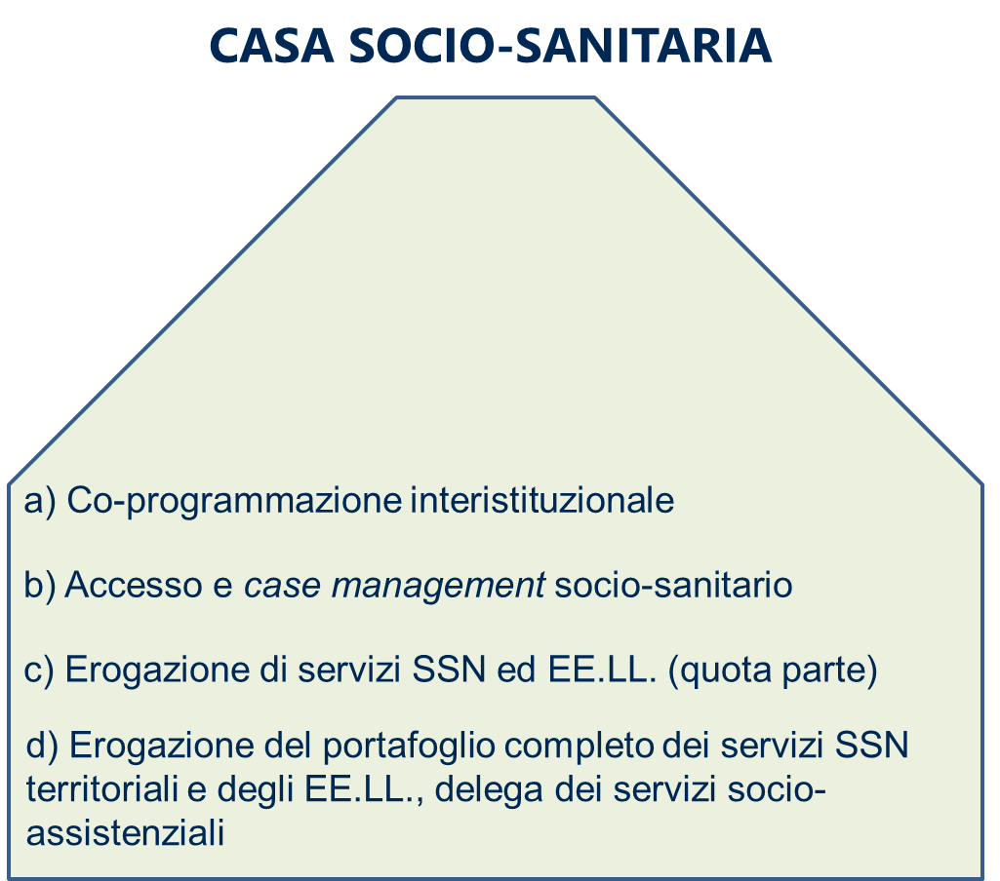 CASA SOCIO-SANITARIA
a) Co-programmazione interistituzionale
b) Accesso e case management socio-sanitario
c) Erogazione di servizi SSN ed EE.LL. (quota parte)
d) Erogazione del portafoglio completo dei servizi SSN
territoriali e degli EE.LL., delega dei servizi socio-
assistenziali